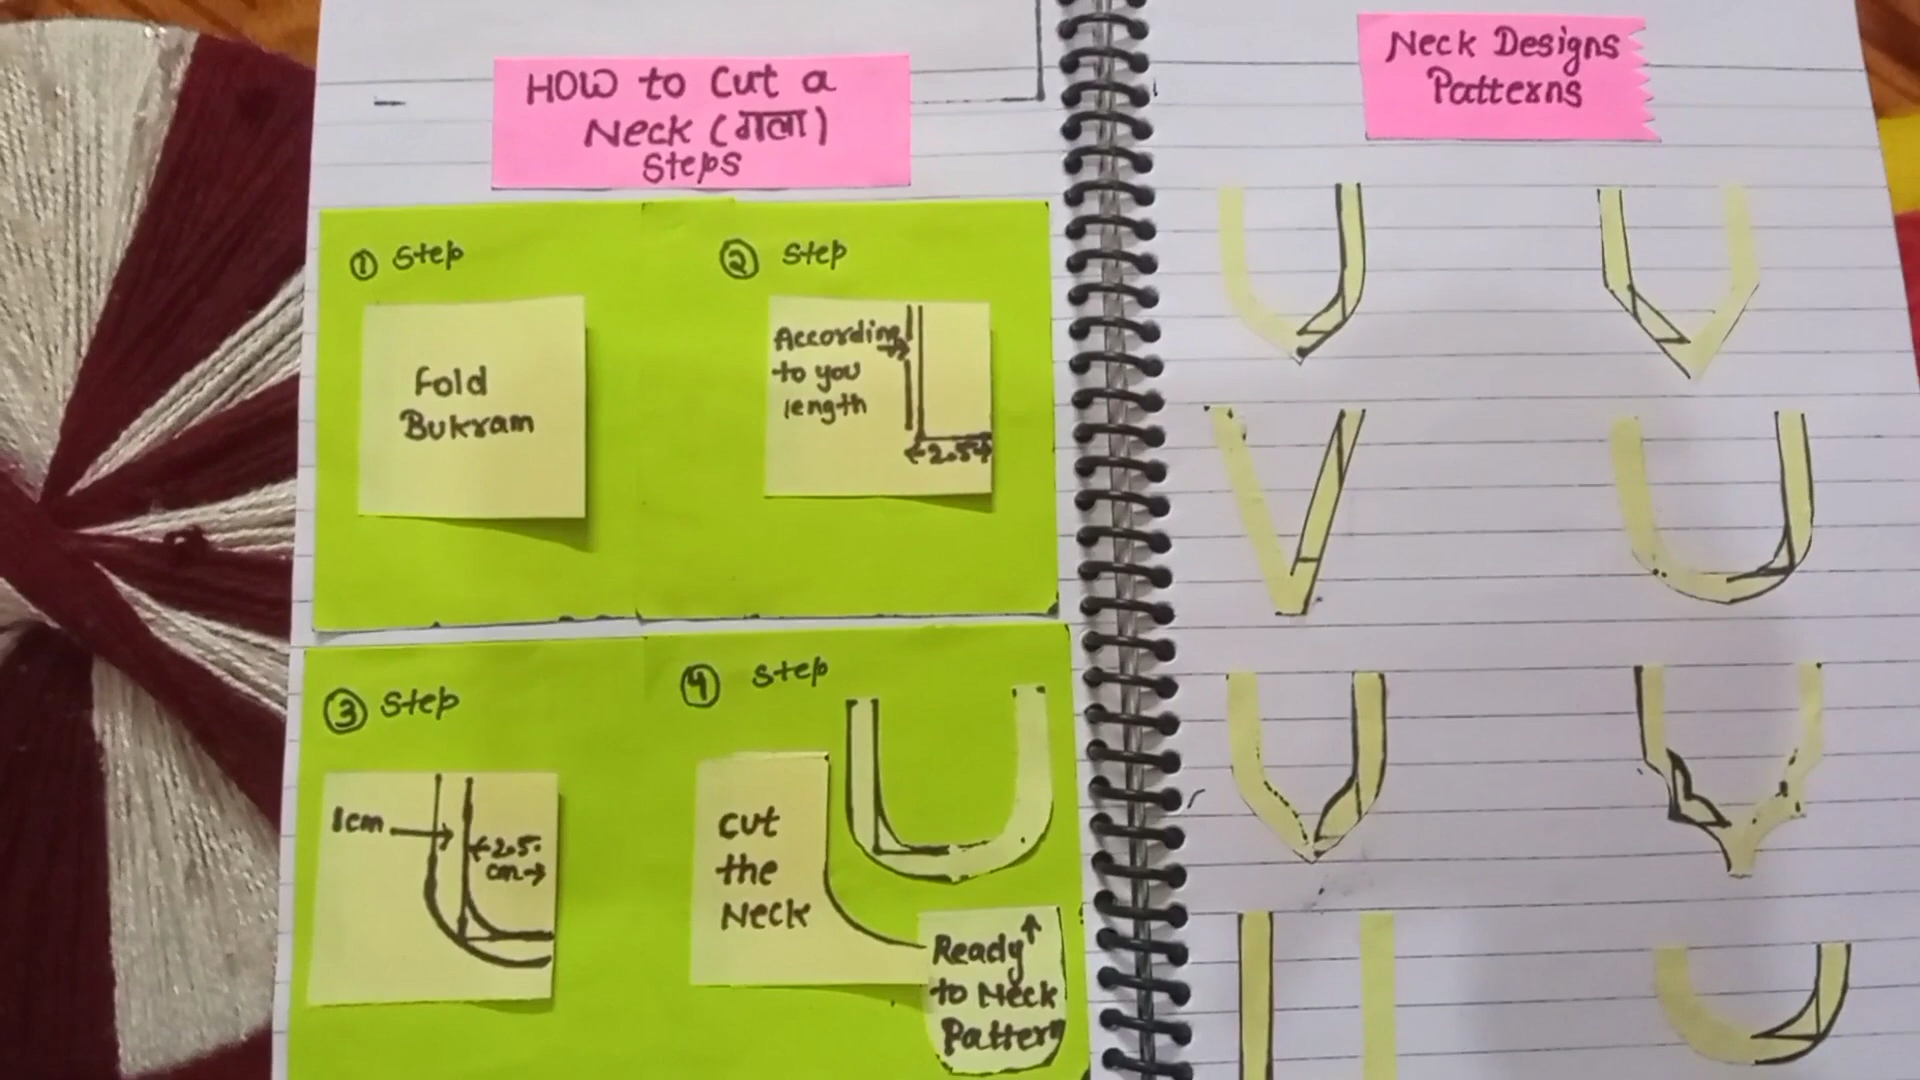 HOW to Cut a
Neck (गला)
Steps
① Step
Fold
Bukram
② Step
According
to you
length
2.5
③ Step
1cm
2.5.
cm
④ Step
Cut
the
Neck
Ready
to Neck
Pattern
Neck Designs
Patterns